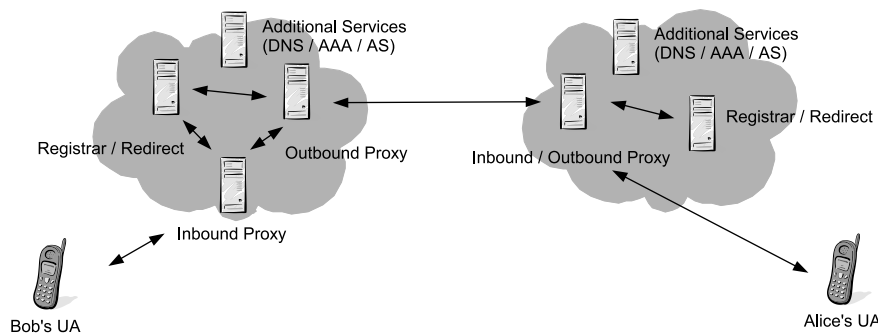 Additional Services
(DNS / AAA / AS)
Registrar / Redirect
Outbound Proxy
Inbound Proxy
Bob's UA
Additional Services
(DNS / AAA / AS)
Registrar / Redirect
Inbound / Outbound Proxy
Alice's UA